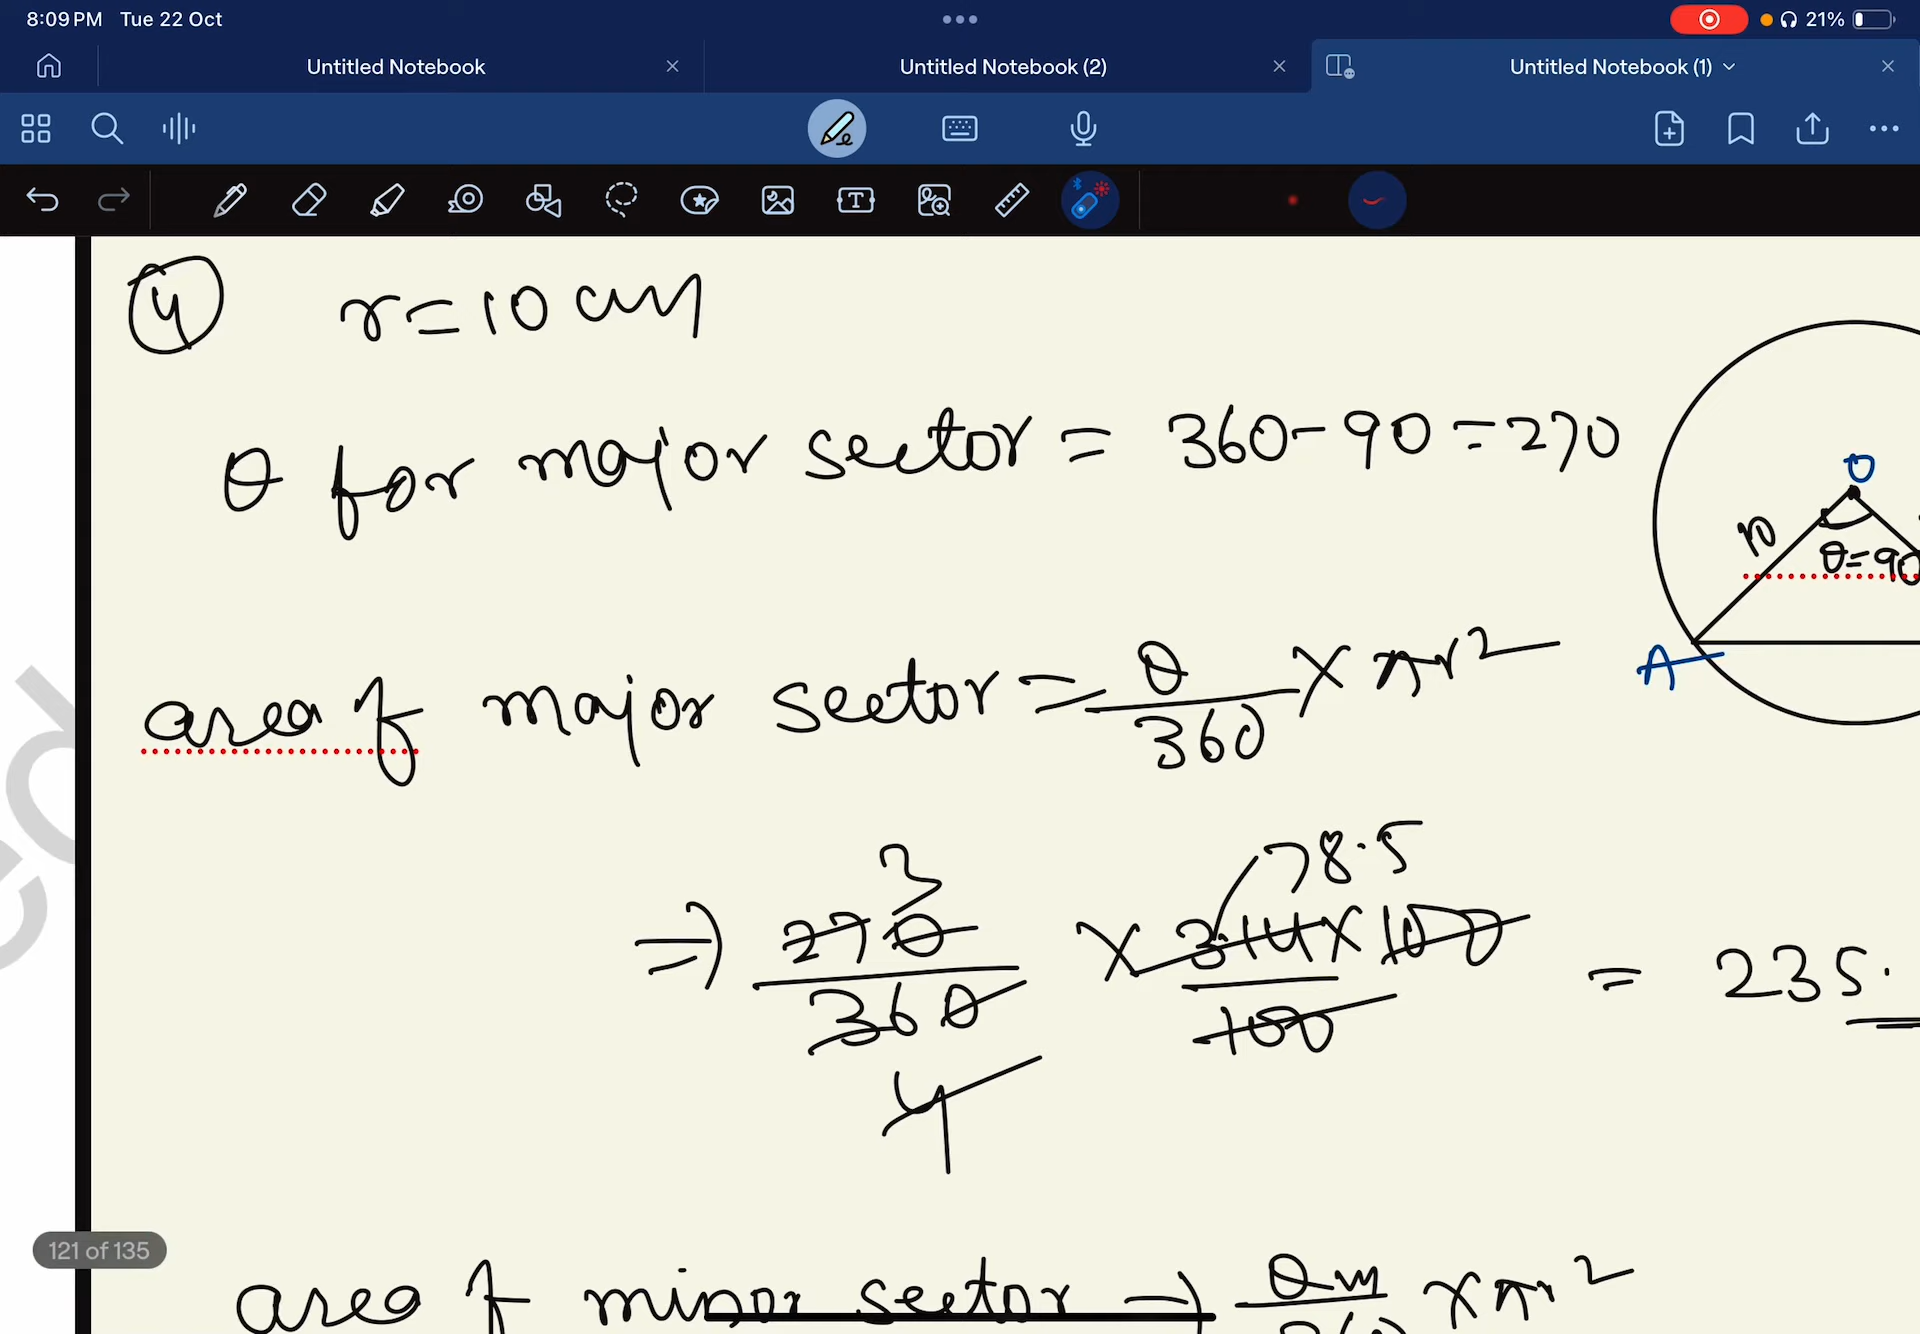 8:09 PM Tue 22 Oct
21%
Untitled Notebook
Untitled Notebook (2)
Untitled Notebook (1)
4 r = 10 cm
θ for major sector = 360 - 90 = 270
O
10
θ = 90
A
area of major sector = θ/360 × πr²
3 78.5
⇒ 270/360 × 3.14 × 100/100 = 235.
4
121 of 135
area of minor sector ⇒ θm/360 × πr²
ed